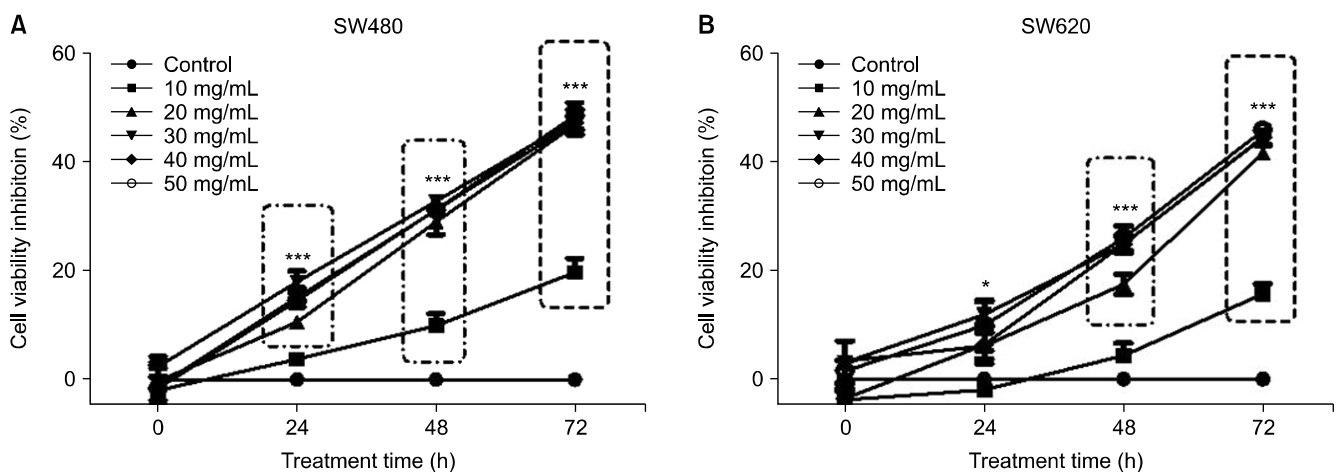 A
SW480
60
40
20
0
Cell viability inhibitoin (%)
Control
10 mg/mL
20 mg/mL
30 mg/mL
40 mg/mL
50 mg/mL
***
***
***
0 24 48 72
Treatment time (h)
B
SW620
60
40
20
0
Cell viability inhibitoin (%)
Control
10 mg/mL
20 mg/mL
30 mg/mL
40 mg/mL
50 mg/mL
*
***
***
0 24 48 72
Treatment time (h)